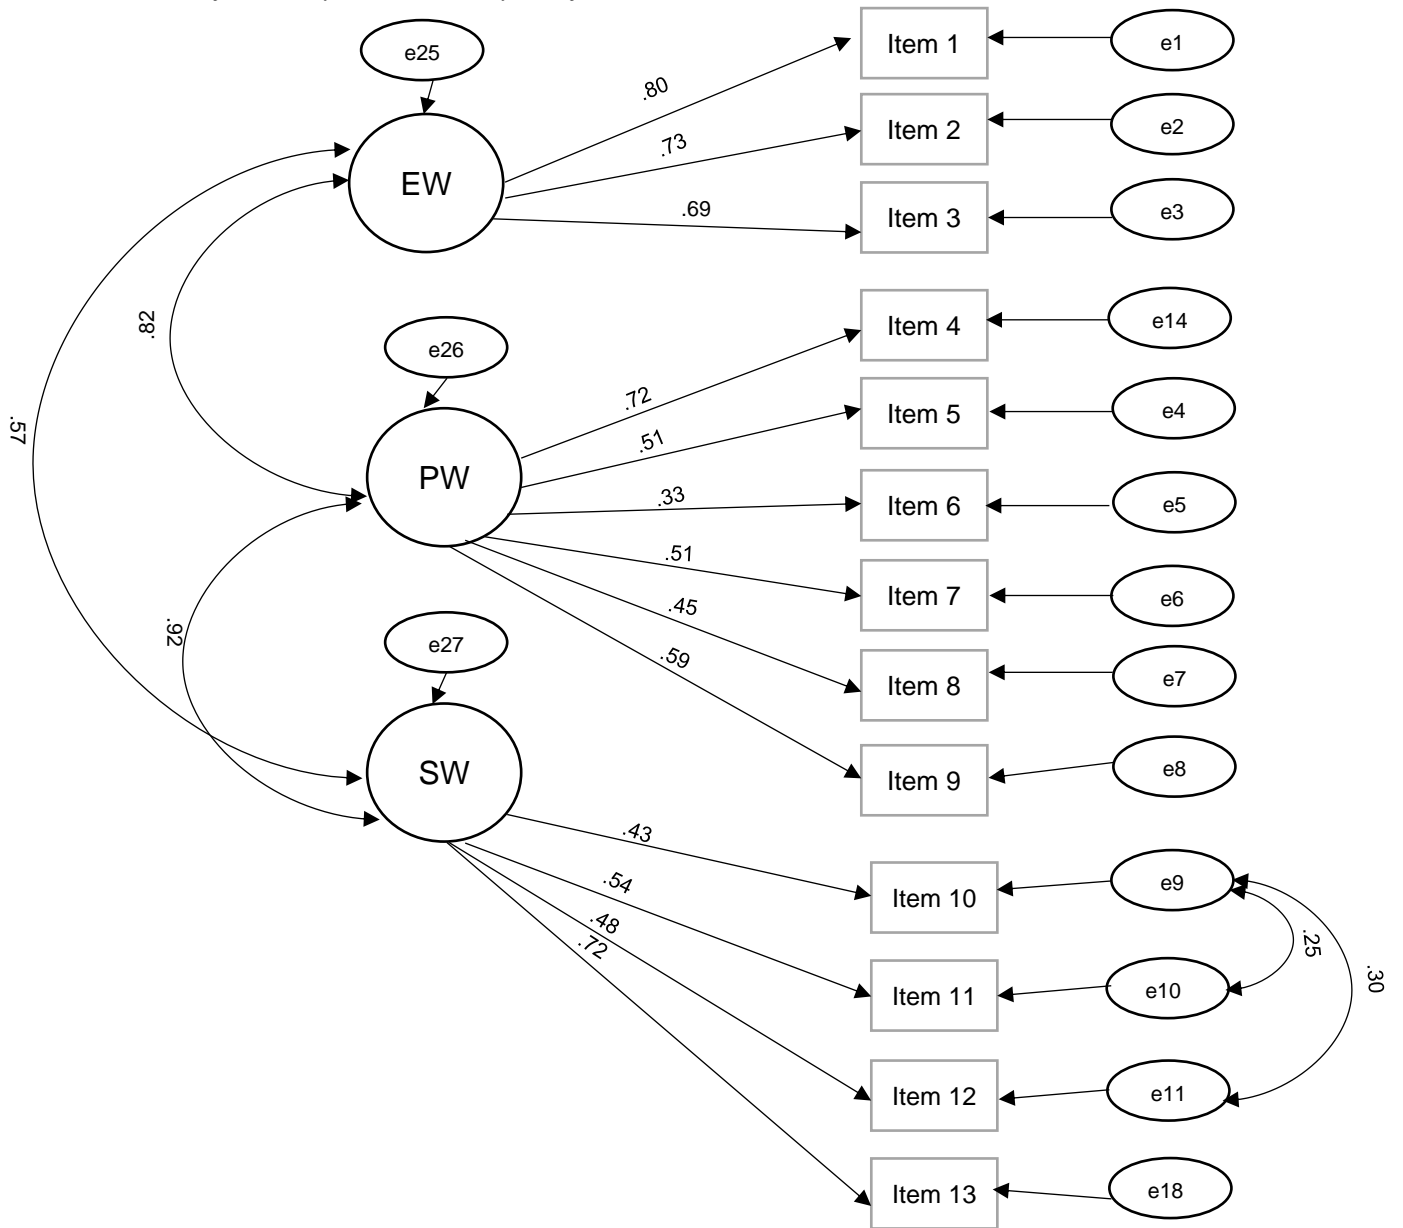 Item 1
e1
e25
.80
Item 2
e2
.73
EW
.69
Item 3
e3
.82
Item 4
e14
e26
.72
Item 5
e4
.57
.51
PW
.33
Item 6
e5
.51
Item 7
e6
.45
.92
e27
.59
Item 8
e7
SW
Item 9
e8
.43
.54
Item 10
e9
.48
.72
.25
.30
Item 11
e10
Item 12
e11
Item 13
e18